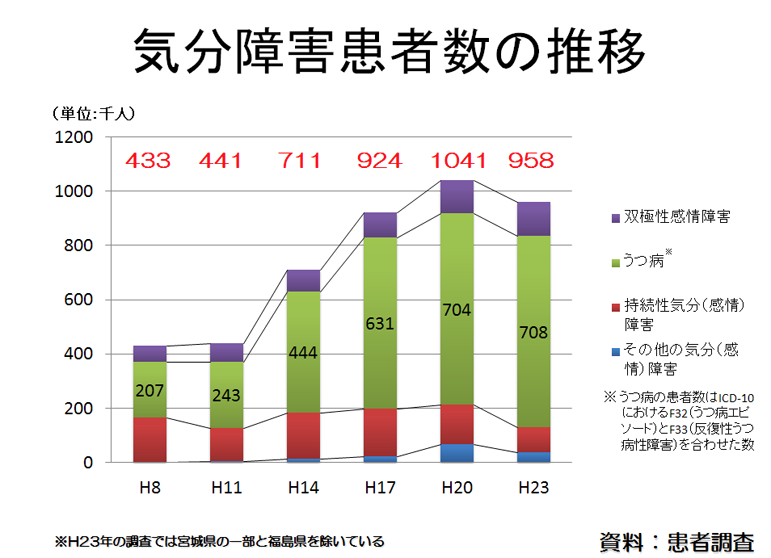 気分障害患者数の推移
（単位:千人）
1200
1000
800
600
400
200
0
433 441 711 924 1041 958
207 243 444 631 704 708
H8 H11 H14 H17 H20 H23
双極性感情障害
うつ病※
持続性気分（感情）
障害
その他の気分（感
情）障害
※うつ病の患者数はICD-10
におけるF32（うつ病エピ
ソード）とF33（反復性うつ
病性障害）を合わせた数
※H23年の調査では宮城県の一部と福島県を除いている
資料：患者調査